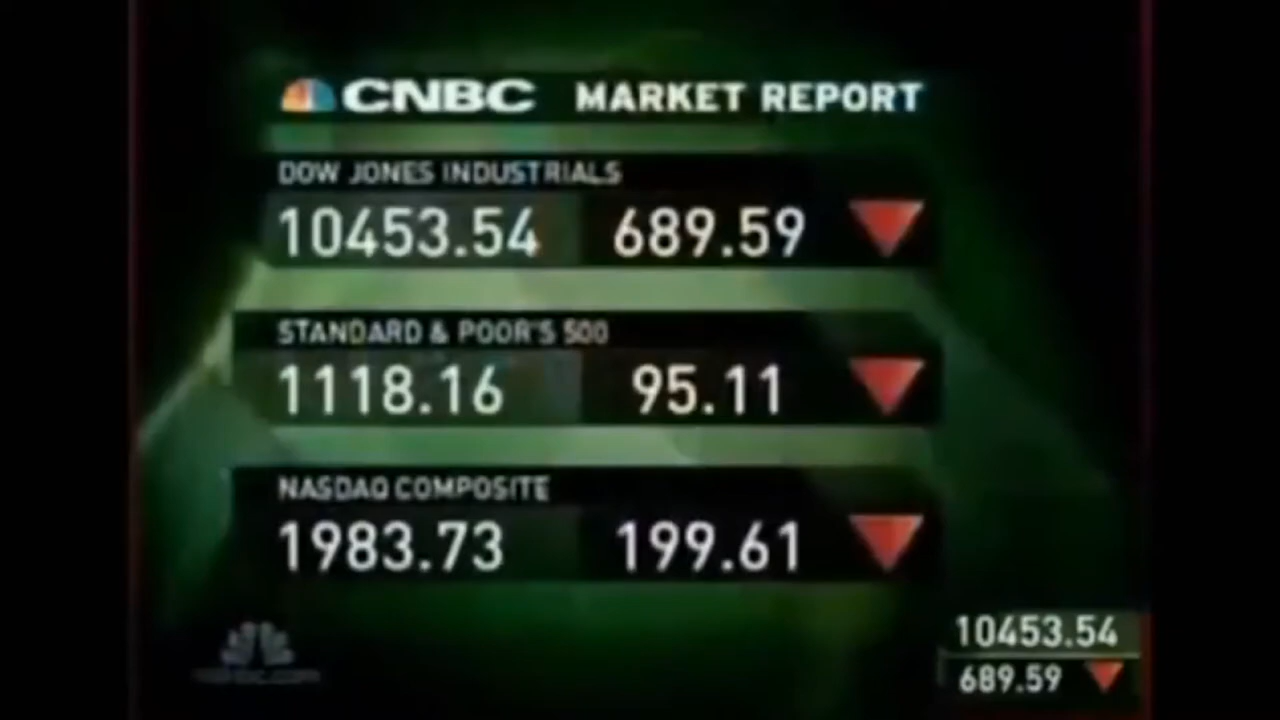 CNBC MARKET REPORT
DOW JONES INDUSTRIALS
10453.54 689.59
STANDARD & POOR'S 500
1118.16 95.11
NASDAQ COMPOSITE
1983.73 199.61
10453.54
689.59